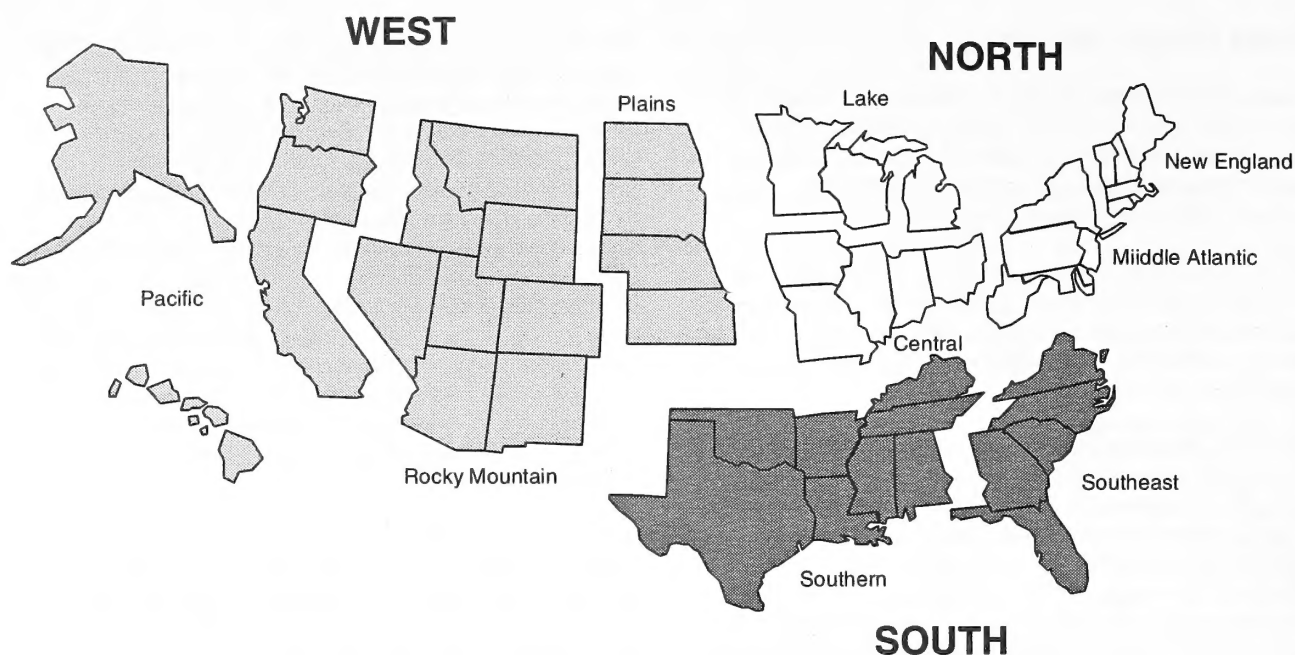 WEST
NORTH
Plains
Lake
New England
Miiddle Atlantic
Pacific
Central
Rocky Mountain
Southeast
Southern
SOUTH